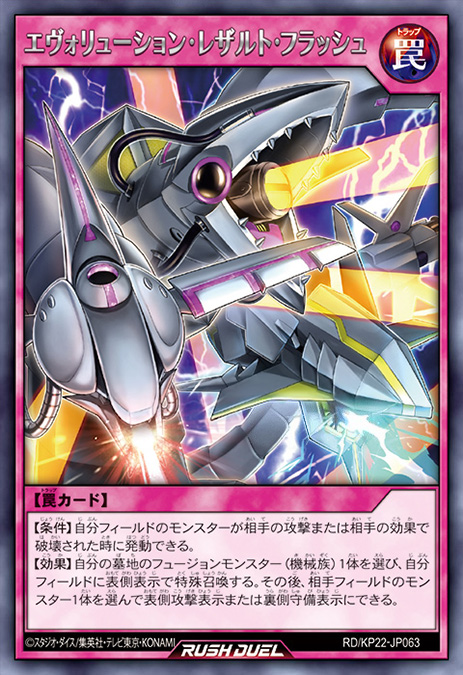 エヴォリューション・レザルト・フラッシュ
トラップ
罠
トラップ
【罠カード】
【条件】自分フィールドのモンスターが相手の攻撃または相手の効果で
破壊された時に発動できる。
【効果】自分の墓地のフュージョンモンスター(機械族)1体を選び、自分
フィールドに表側表示で特殊召喚する。その後、相手フィールドのモン
スター1体を選んで表側攻撃表示または裏側守備表示にできる。
©スタジオ・ダイス/集英社・テレビ東京・KONAMI
RUSH DUEL
RD/KP22-JP063